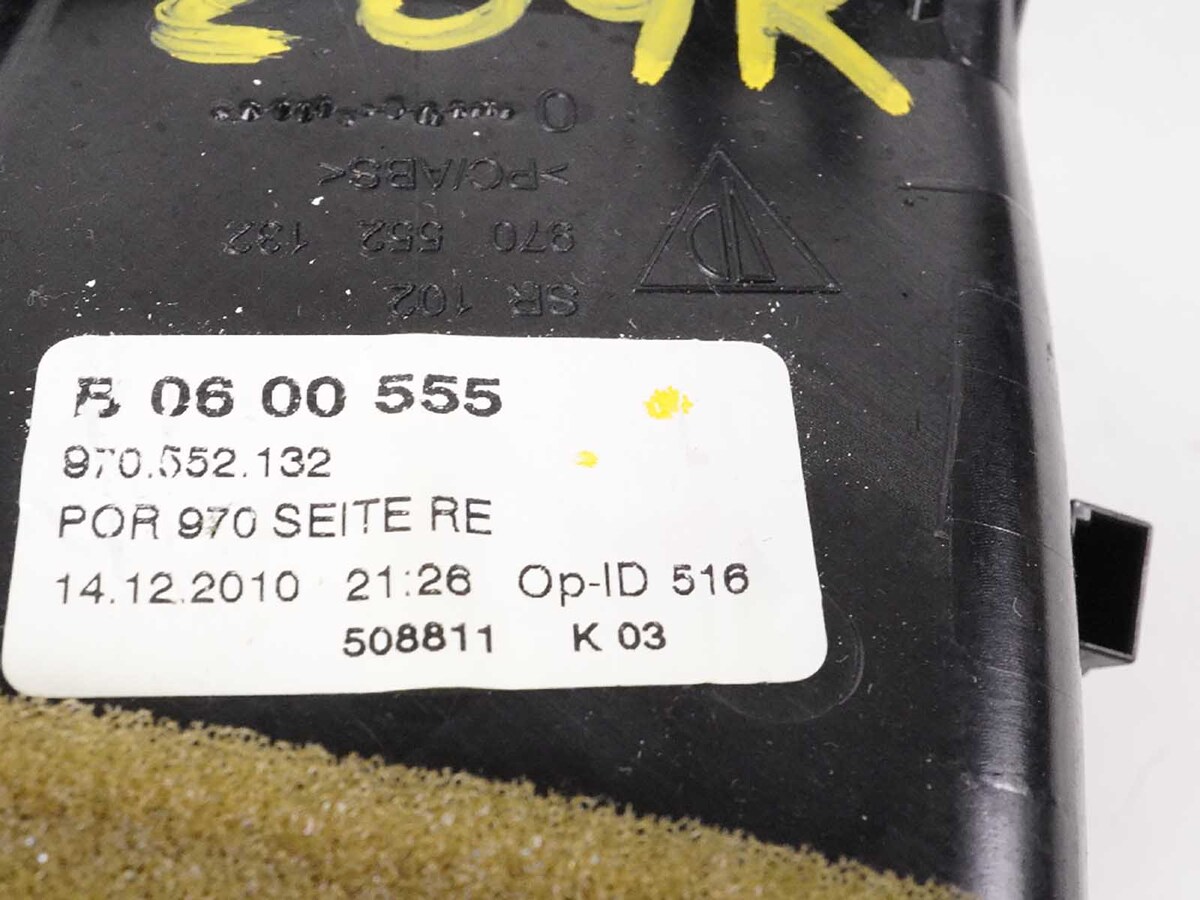 >PC/ABS<
970 552 132
SR 102
B 06 00 555
970.552.132
POR 970 SEITE RE
14.12.2010 21:26 Op-ID 516
508811 K 03